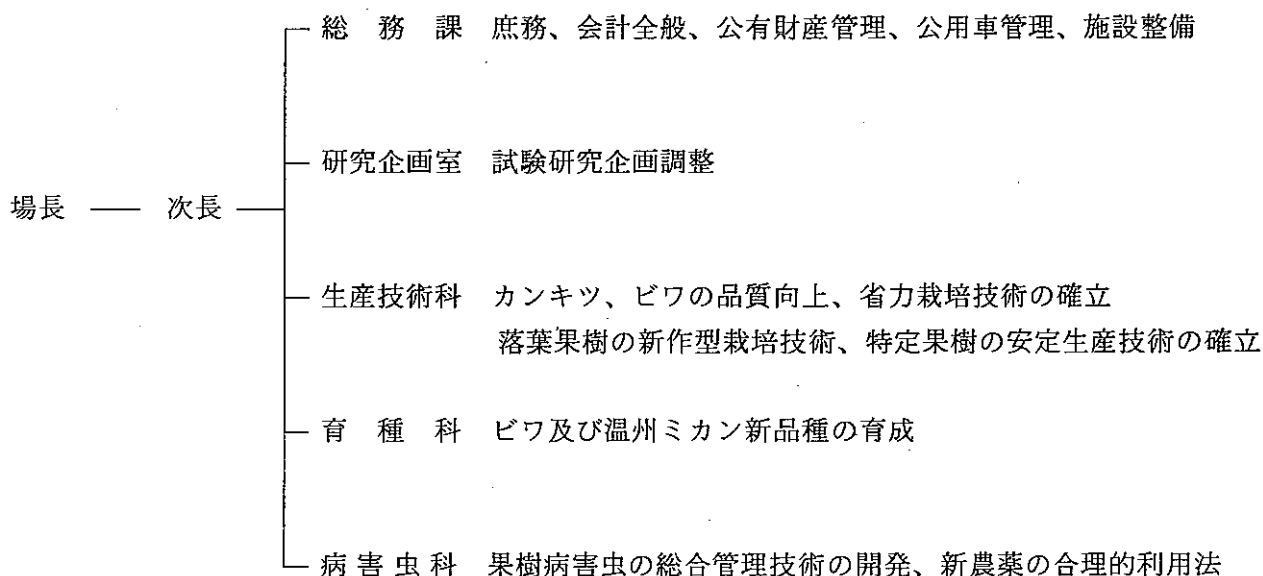 総務課 庶務、会計全般、公有財産管理、公用車管理、施設整備
研究企画室 試験研究企画調整
場長 次長
生産技術科 カンキツ、ビワの品質向上、省力栽培技術の確立
落葉果樹の新作型栽培技術、特定果樹の安定生産技術の確立
育種科 ビワ及び温州ミカン新品種の育成
病害虫科 果樹病害虫の総合管理技術の開発、新農薬の合理的利用法